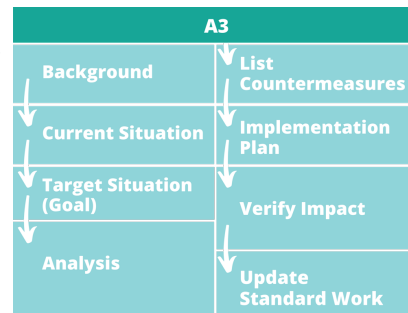 A3
Background
Current Situation
Target Situation
(Goal)
Analysis
List
Countermeasures
Implementation
Plan
Verify Impact
Update
Standard Work